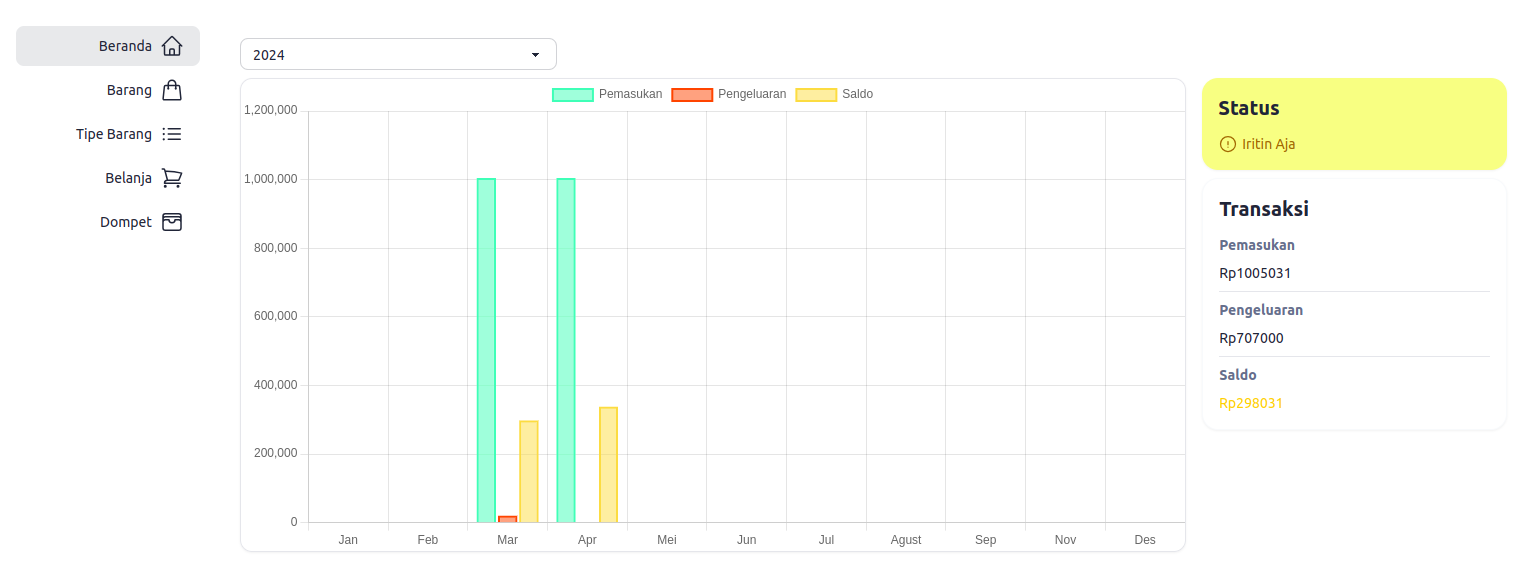 Beranda
Barang
Tipe Barang
Belanja
Dompet
2024
Pemasukan Pengeluaran Saldo
1,200,000
1,000,000
800,000
600,000
400,000
200,000
0
Jan Feb Mar Apr Mei Jun Jul Agust Sep Nov Des
Status
Iritin Aja
Transaksi
Pemasukan
Rp1005031
Pengeluaran
Rp707000
Saldo
Rp298031